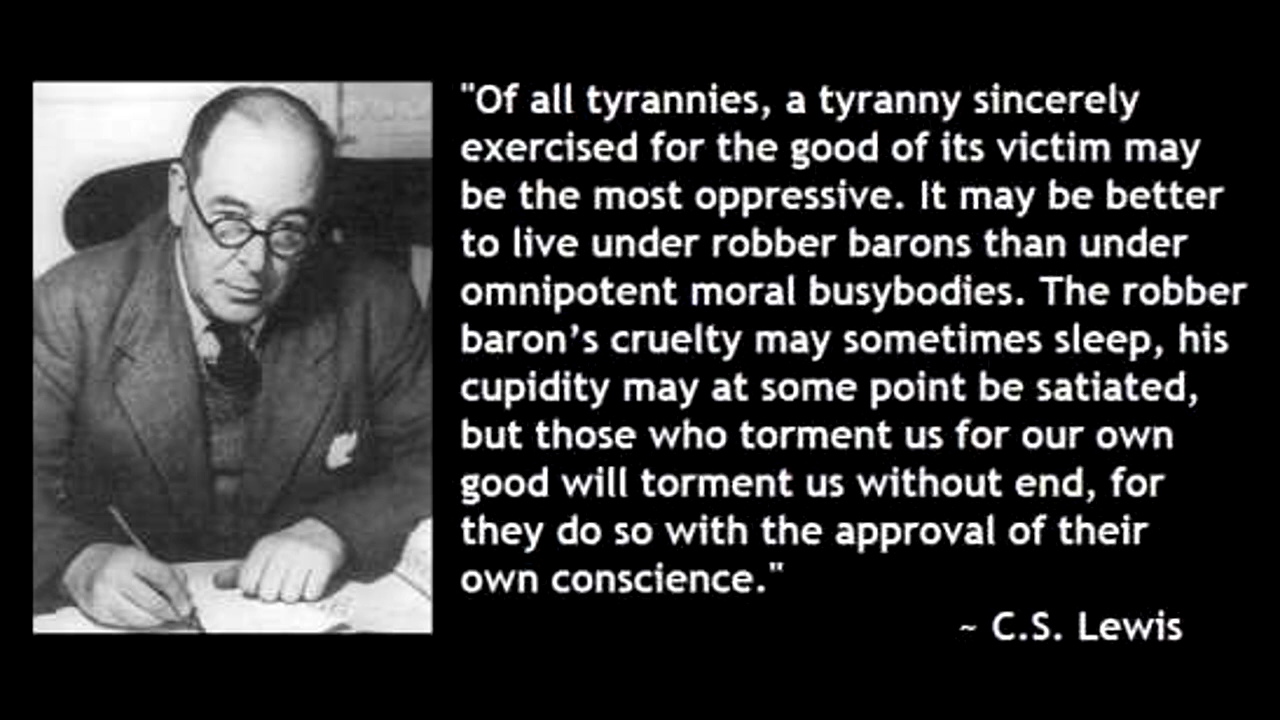 "Of all tyrannies, a tyranny sincerely
exercised for the good of its victim may
be the most oppressive. It may be better
to live under robber barons than under
omnipotent moral busybodies. The robber
baron’s cruelty may sometimes sleep, his
cupidity may at some point be satiated,
but those who torment us for our own
good will torment us without end, for
they do so with the approval of their
own conscience."
~ C.S. Lewis